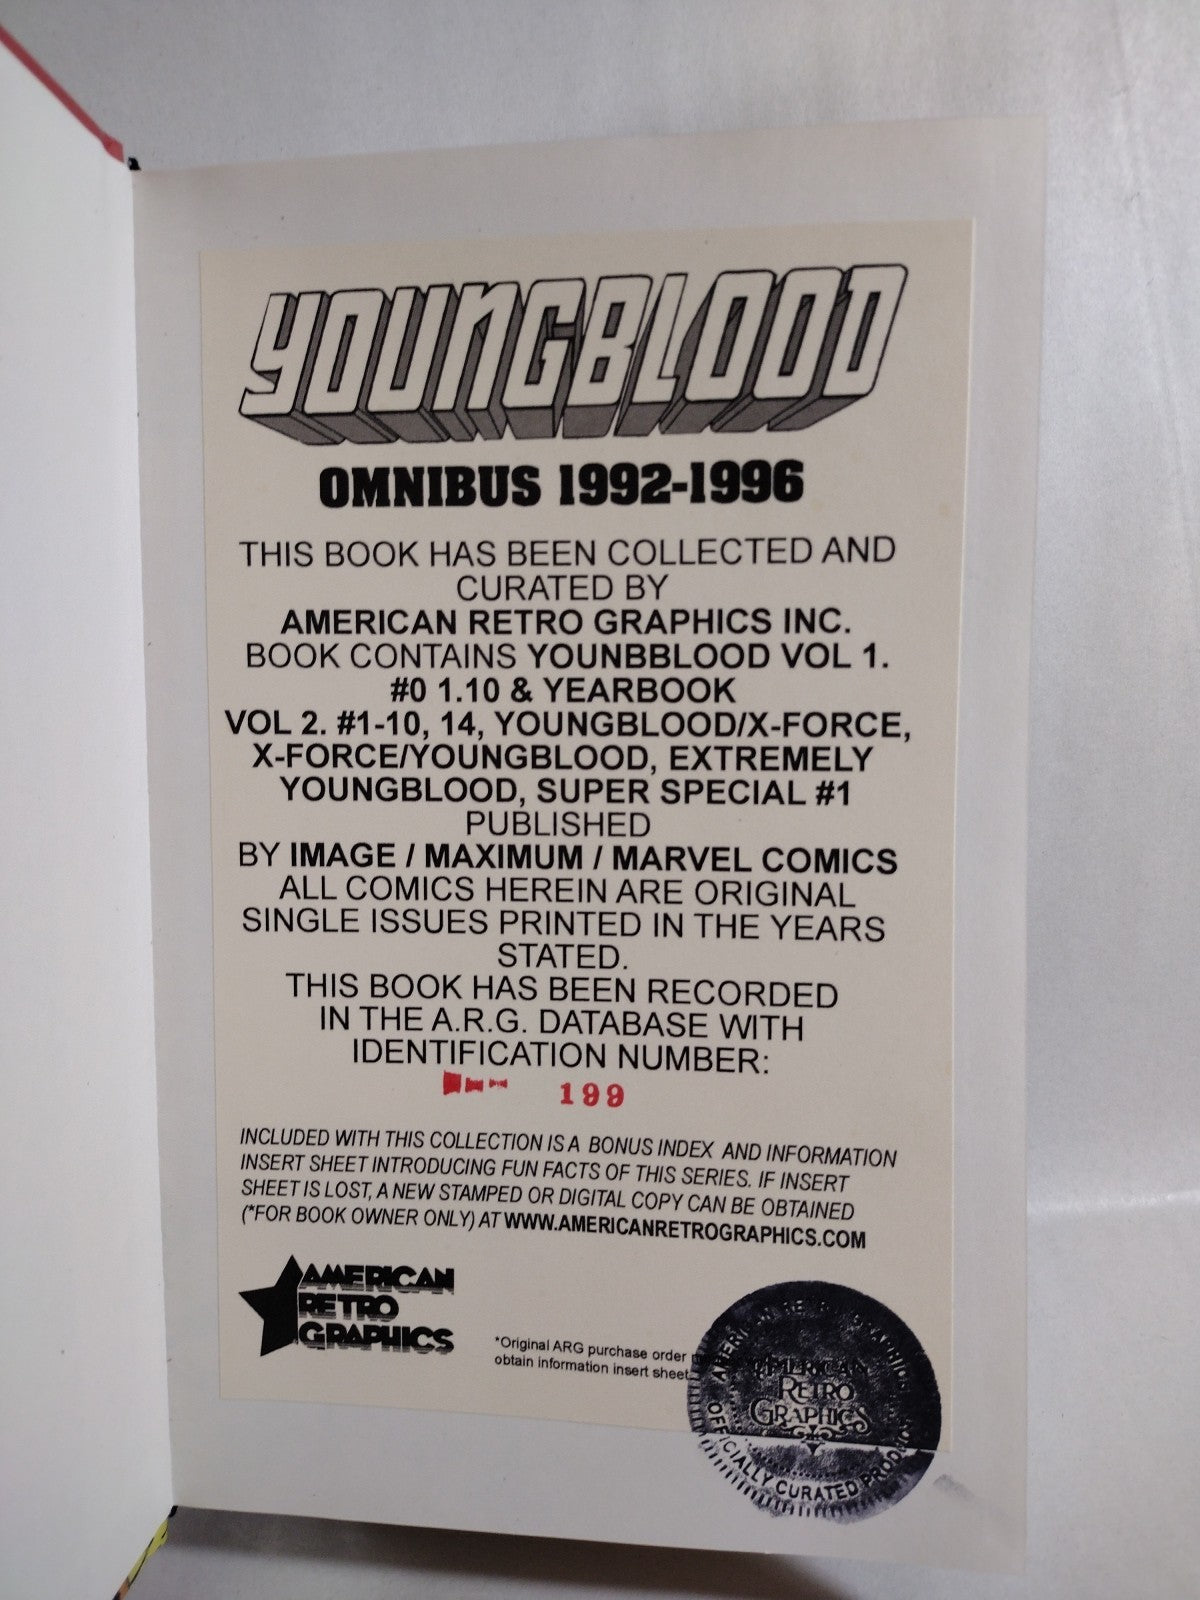 YOUNGBLOOD
OMNIBUS 1992-1996
THIS BOOK HAS BEEN COLLECTED AND
CURATED BY
AMERICAN RETRO GRAPHICS INC.
BOOK CONTAINS YOUNBBLOOD VOL 1.
#0 1.10 & YEARBOOK
VOL 2. #1-10, 14, YOUNGBLOOD/X-FORCE,
X-FORCE/YOUNGBLOOD, EXTREMELY
YOUNGBLOOD, SUPER SPECIAL #1
PUBLISHED
BY IMAGE / MAXIMUM / MARVEL COMICS
ALL COMICS HEREIN ARE ORIGINAL
SINGLE ISSUES PRINTED IN THE YEARS
STATED.
THIS BOOK HAS BEEN RECORDED
IN THE A.R.G. DATABASE WITH
IDENTIFICATION NUMBER:
199
INCLUDED WITH THIS COLLECTION IS A BONUS INDEX AND INFORMATION
INSERT SHEET INTRODUCING FUN FACTS OF THIS SERIES. IF INSERT
SHEET IS LOST, A NEW STAMPED OR DIGITAL COPY CAN BE OBTAINED
(*FOR BOOK OWNER ONLY) AT WWW.AMERICANRETROGRAPHICS.COM
AMERICAN
RETRO
GRAPHICS
*Original ARG purchase order
obtain information insert sheet.
AMERICAN RETRO GRAPHICS
AMERICAN
RETRO
GRAPHICS
OFFICIALLY CURATED PRODUCT